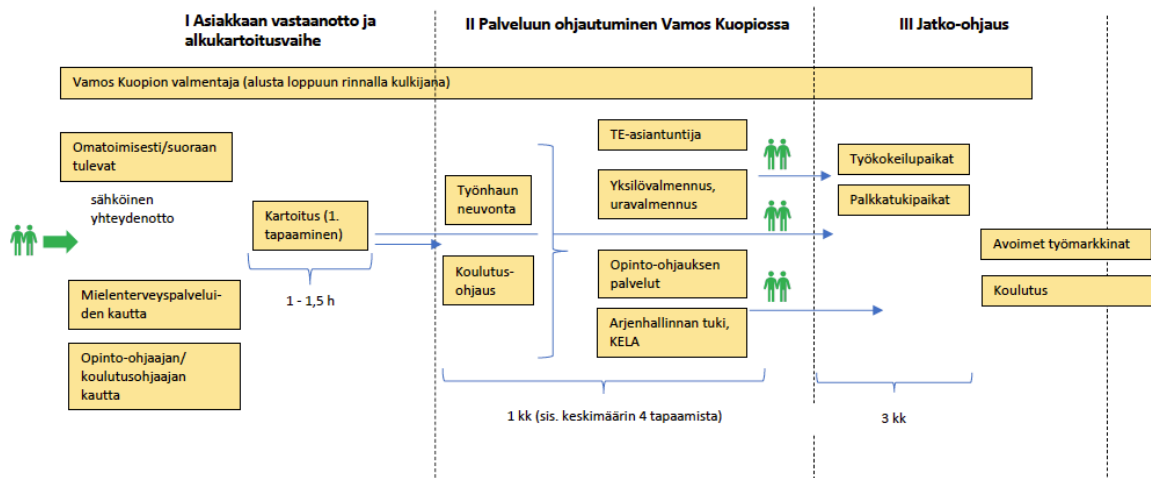 I Asiakkaan vastaanotto ja
alkukartoitusvaihe
II Palveluun ohjautuminen Vamos Kuopiossa
III Jatko-ohjaus
Vamos Kuopion valmentaja (alusta loppuun rinnalla kulkijana)
Omatoimisesti/suoraan
tulevat
sähköinen
yhteydenotto
Mielenterveyspalvelui-
den kautta
Opinto-ohjaajan/
koulutusohjaajan
kautta
Kartoitus (1.
tapaaminen)
1 - 1,5 h
Työnhaun
neuvonta
Koulutus-
ohjaus
TE-asiantuntija
Yksilövalmennus,
uravalmennus
Opinto-ohjauksen
palvelut
Arjenhallinnan tuki,
KELA
1 kk (sis. keskimäärin 4 tapaamista)
Työkokeilupaikat
Palkkatukipaikat
3 kk
Avoimet työmarkkinat
Koulutus